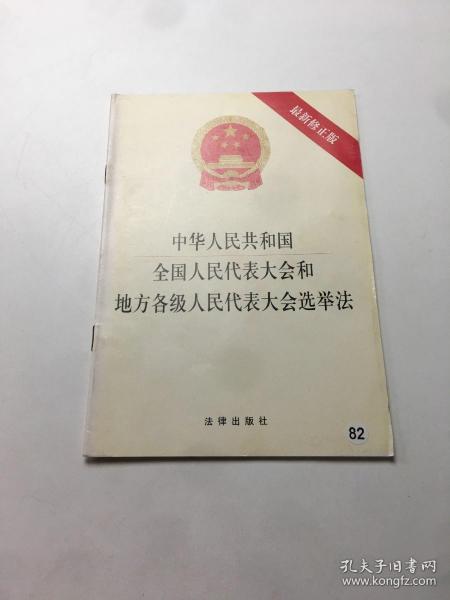 最新修正版
中华人民共和国
全国人民代表大会和
地方各级人民代表大会选举法
法律出版社
82
孔夫子旧书网
www.kongfz.com